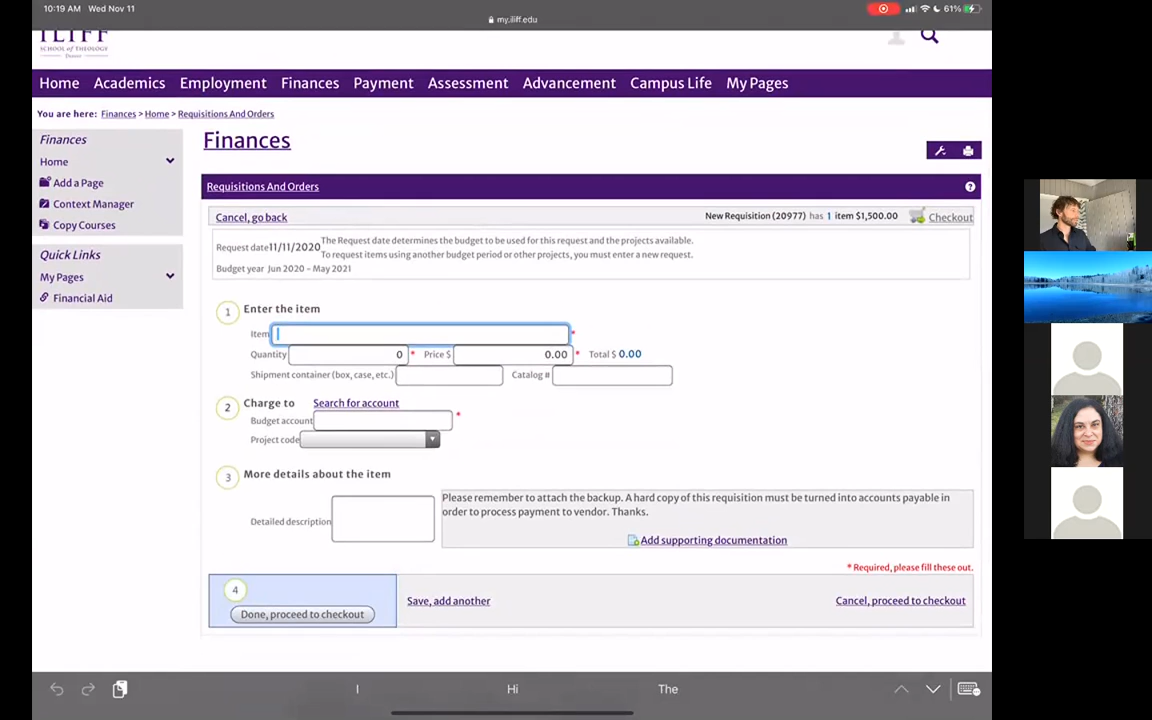 10:19 AM Wed Nov 11
61%
my.iliff.edu
ILIFF
SCHOOL of THEOLOGY
Denver
Home Academics Employment Finances Payment Assessment Advancement Campus Life My Pages
You are here: Finances > Home > Requisitions And Orders
Finances
Home
Add a Page
Context Manager
Copy Courses
Quick Links
My Pages
Financial Aid
Finances
Requisitions And Orders
Cancel, go back
New Requisition (20977) has 1 item $1,500.00 Checkout
Request date 11/11/2020 The Request date determines the budget to be used for this request and the projects available.
To request items using another budget period or other projects, you must enter a new request.
Budget year Jun 2020 - May 2021
1 Enter the item
Item *
Quantity 0 * Price $ 0.00 * Total $ 0.00
Shipment container (box, case, etc.) Catalog #
2 Charge to Search for account
Budget account *
Project code
3 More details about the item
Detailed description
Please remember to attach the backup. A hard copy of this requisition must be turned into accounts payable in
order to process payment to vendor. Thanks.
Add supporting documentation
* Required, please fill these out.
4
Done, proceed to checkout
Save, add another
Cancel, proceed to checkout
I Hi The